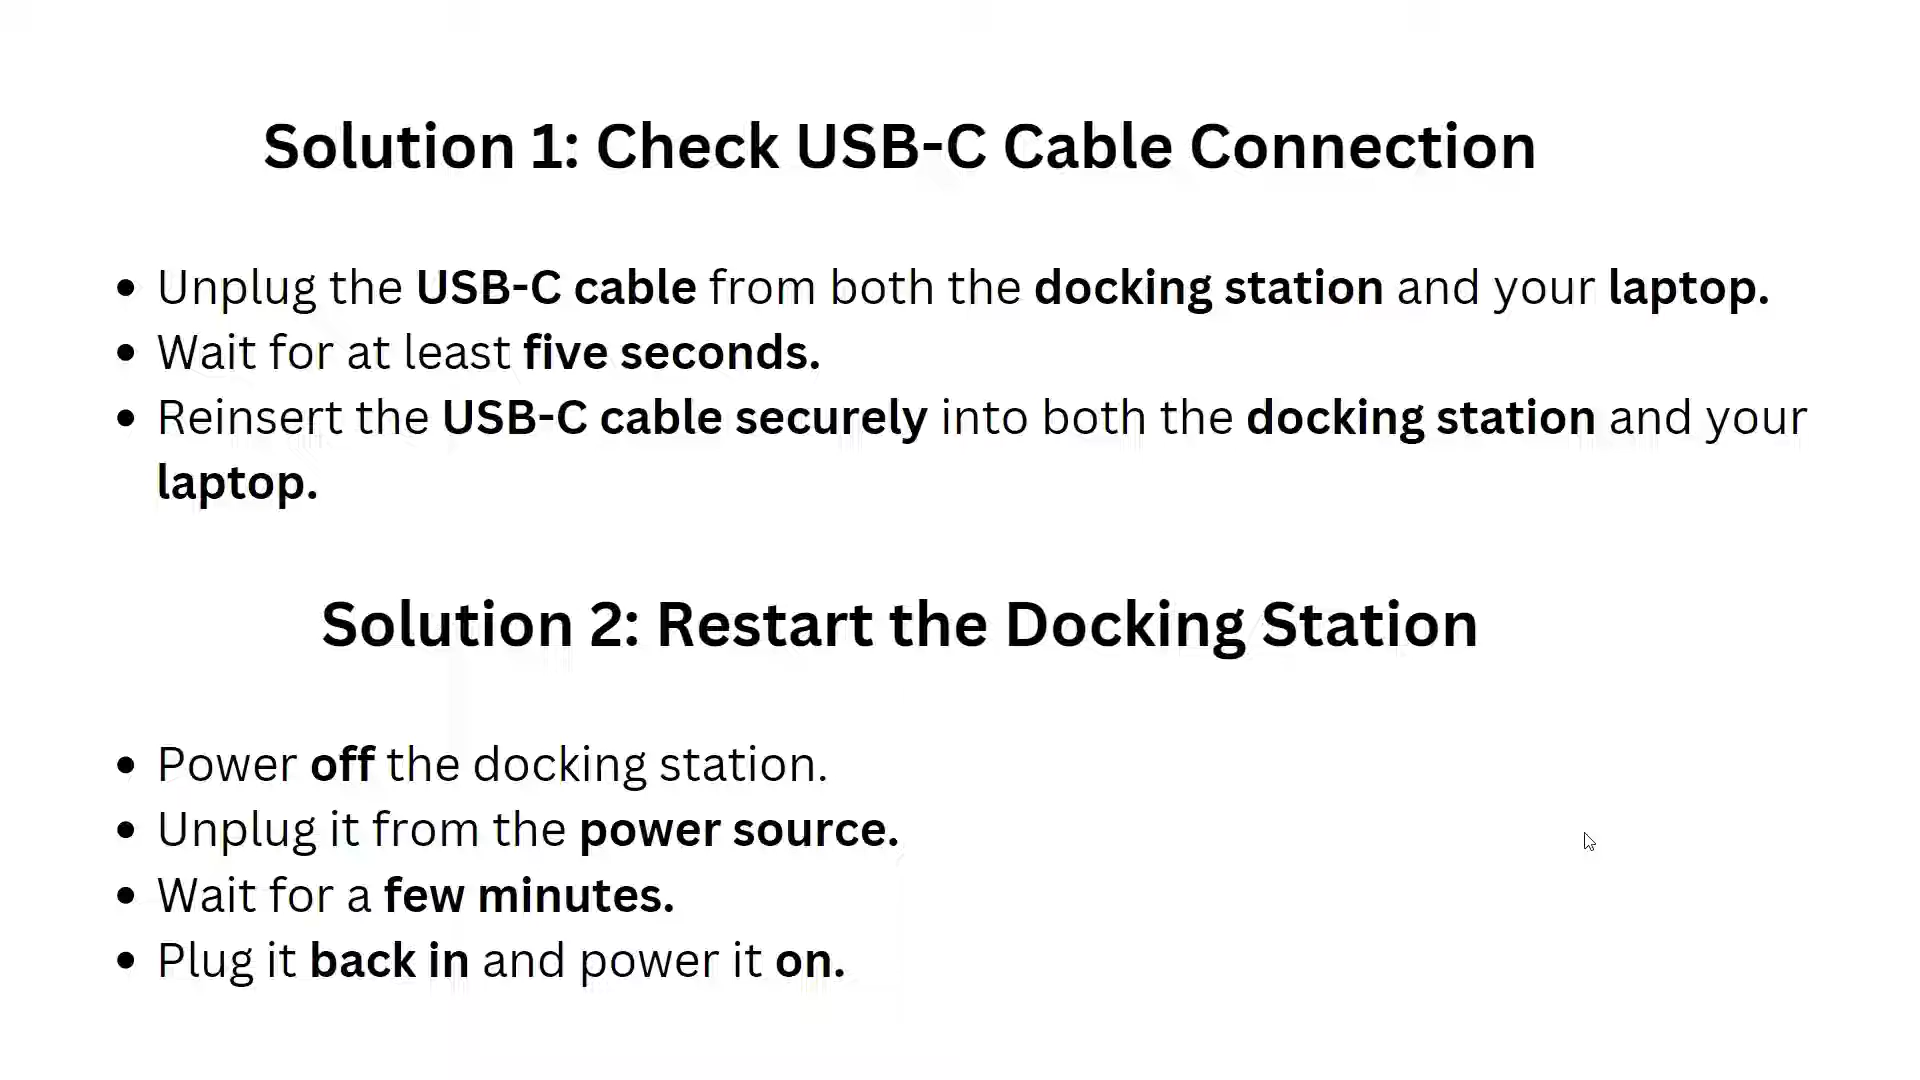 Solution 1: Check USB-C Cable Connection
• Unplug the USB-C cable from both the docking station and your laptop.
• Wait for at least five seconds.
• Reinsert the USB-C cable securely into both the docking station and your
laptop.
Solution 2: Restart the Docking Station
• Power off the docking station.
• Unplug it from the power source.
• Wait for a few minutes.
• Plug it back in and power it on.